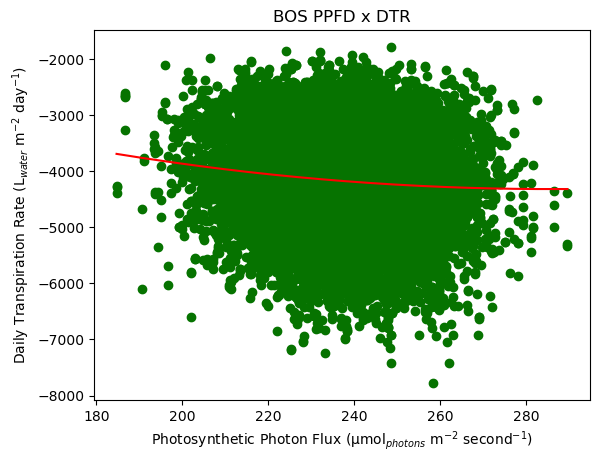 BOS PPFD x DTR
Daily Transpiration Rate (L_water m⁻² day⁻¹)
−2000
−3000
−4000
−5000
−6000
−7000
−8000
180 200 220 240 260 280
Photosynthetic Photon Flux (μmol_photons m⁻² second⁻¹)